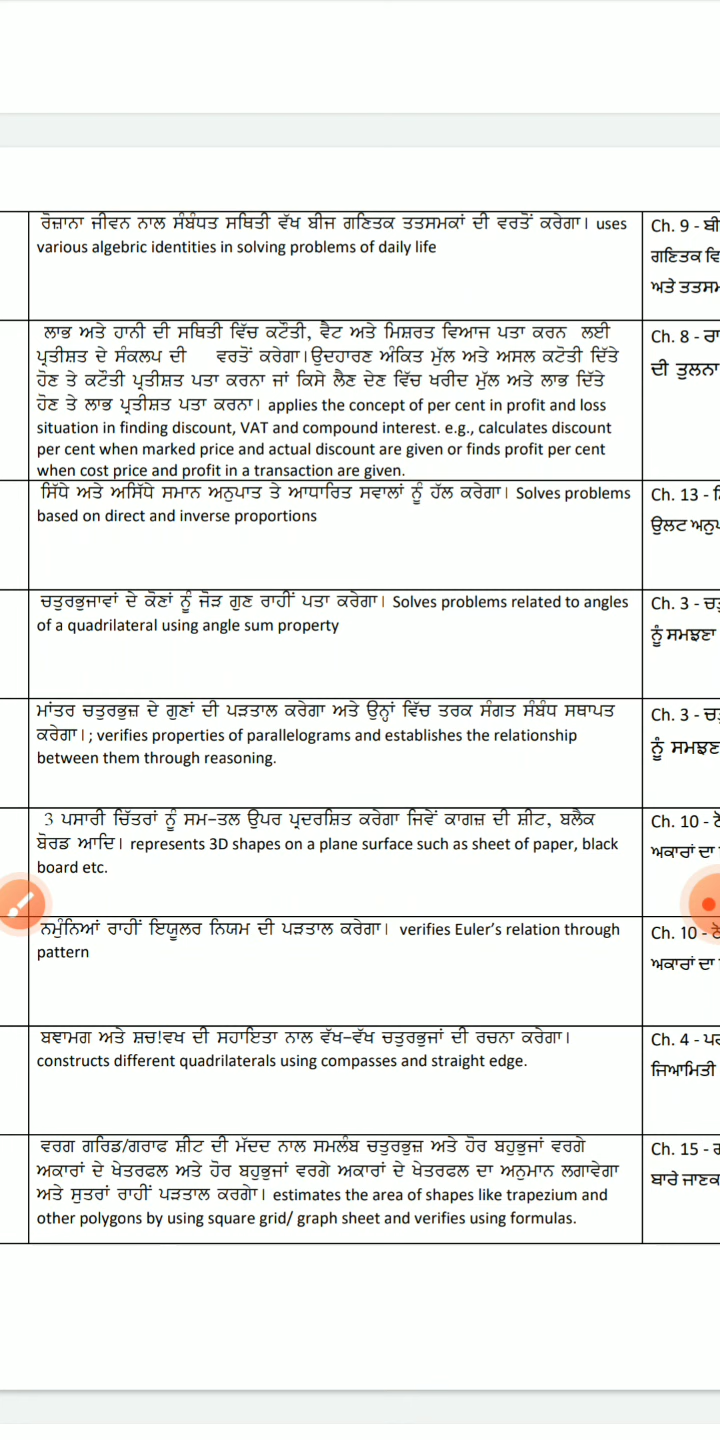 ਰੋਜ਼ਾਨਾ ਜੀਵਨ ਨਾਲ ਸੰਬੰਧਤ ਸਥਿਤੀ ਵੱਖ ਬੀਜ ਗਣਿਤਕ ਤਤਸਮਕਾਂ ਦੀ ਵਰਤੋਂ ਕਰੇਗਾ। uses
various algebric identities in solving problems of daily life
Ch. 9 -
ਗਣਿਤਕ
ਅਤੇ
ਲਾਭ ਅਤੇ ਹਾਨੀ ਦੀ ਸਥਿਤੀ ਵਿੱਚ ਕਟੌਤੀ, ਵੈਟ ਅਤੇ ਮਿਸ਼ਰਤ ਵਿਆਜ ਪਤਾ ਕਰਨ ਲਈ
ਪ੍ਰਤੀਸ਼ਤ ਦੇ ਸੰਕਲਪ ਦੀ ਵਰਤੋਂ ਕਰੇਗਾ।ਉਦਹਾਰਣ ਅੰਕਿਤ ਮੁੱਲ ਅਤੇ ਅਸਲ ਕਟੋਤੀ ਦਿੱਤੇ
ਹੋਣ ਤੇ ਕਟੌਤੀ ਪ੍ਰਤੀਸ਼ਤ ਪਤਾ ਕਰਨਾ ਜਾਂ ਕਿਸੇ ਲੈਣ ਦੇਣ ਵਿੱਚ ਖਰੀਦ ਮੁੱਲ ਅਤੇ ਲਾਭ ਦਿੱਤੇ
ਹੋਣ ਤੇ ਲਾਭ ਪ੍ਰਤੀਸ਼ਤ ਪਤਾ ਕਰਨਾ। applies the concept of per cent in profit and loss
situation in finding discount, VAT and compound interest. e.g., calculates discount
per cent when marked price and actual discount are given or finds profit per cent
when cost price and profit in a transaction are given.
Ch. 8 -
ਦੀ ਤੁਲਨਾ
ਸਿੱਧੇ ਅਤੇ ਅਸਿੱਧੇ ਸਮਾਨ ਅਨੁਪਾਤ ਤੇ ਆਧਾਰਿਤ ਸਵਾਲਾਂ ਨੂੰ ਹੱਲ ਕਰੇਗਾ। Solves problems
based on direct and inverse proportions
Ch. 13 -
ਉਲਟ
ਚਤੁਰਭੁਜਾਵਾਂ ਦੇ ਕੋਣਾਂ ਨੂੰ ਜੋੜ ਗੁਣ ਰਾਹੀਂ ਪਤਾ ਕਰੇਗਾ। Solves problems related to angles
of a quadrilateral using angle sum property
Ch. 3 -
ਨੂੰ ਸਮਝਣਾ
ਮਾਂਤਰ ਚਤੁਰਭੁਜ਼ ਦੇ ਗੁਣਾਂ ਦੀ ਪੜਤਾਲ ਕਰੇਗਾ ਅਤੇ ਉਨ੍ਹਾਂ ਵਿੱਚ ਤਰਕ ਸੰਗਤ ਸੰਬੰਧ ਸਥਾਪਤ
ਕਰੇਗਾ।; verifies properties of parallelograms and establishes the relationship
between them through reasoning.
Ch. 3 -
ਨੂੰ
3 ਪਸਾਰੀ ਚਿੱਤਰਾਂ ਨੂੰ ਸਮ-ਤਲ ਉਪਰ ਪ੍ਰਦਰਸ਼ਿਤ ਕਰੇਗਾ ਜਿਵੇਂ ਕਾਗਜ਼ ਦੀ ਸ਼ੀਟ, ਬਲੈਕ
ਬੋਰਡ ਆਦਿ। represents 3D shapes on a plane surface such as sheet of paper, black
board etc.
Ch. 10 -
ਅਕਾਰਾਂ ਦਾ
ਨਮੁੰਨਿਆਂ ਰਾਹੀਂ ਇਯੂਲਰ ਨਿਯਮ ਦੀ ਪੜਤਾਲ ਕਰੇਗਾ। verifies Euler’s relation through
pattern
Ch. 10 -
ਅਕਾਰਾਂ ਦਾ
ਅਤੇ ਦੀ ਸਹਾਇਤਾ ਨਾਲ ਵੱਖ-ਵੱਖ ਚਤੁਰਭੁਜਾਂ ਦੀ ਰਚਨਾ ਕਰੇਗਾ।
constructs different quadrilaterals using compasses and straight edge.
Ch. 4 -
ਜਿਆਮਿਤੀ
ਵਰਗ ਗਰਿਡ/ਗਰਾਫ ਸ਼ੀਟ ਦੀ ਮੱਦਦ ਨਾਲ ਸਮਲੰਬ ਚਤੁਰਭੁਜ਼ ਅਤੇ ਹੋਰ ਬਹੁਭੁਜਾਂ ਵਰਗੇ
ਅਕਾਰਾਂ ਦੇ ਖੇਤਰਫਲ ਅਤੇ ਹੋਰ ਬਹੁਭੁਜਾਂ ਵਰਗੇ ਅਕਾਰਾਂ ਦੇ ਖੇਤਰਫਲ ਦਾ ਅਨੁਮਾਨ ਲਗਾਵੇਗਾ
ਅਤੇ ਸੁਤਰਾਂ ਰਾਹੀਂ ਪੜਤਾਲ ਕਰਗੇਾ। estimates the area of shapes like trapezium and
other polygons by using square grid/ graph sheet and verifies using formulas.
Ch. 15 -
ਬਾਰੇ